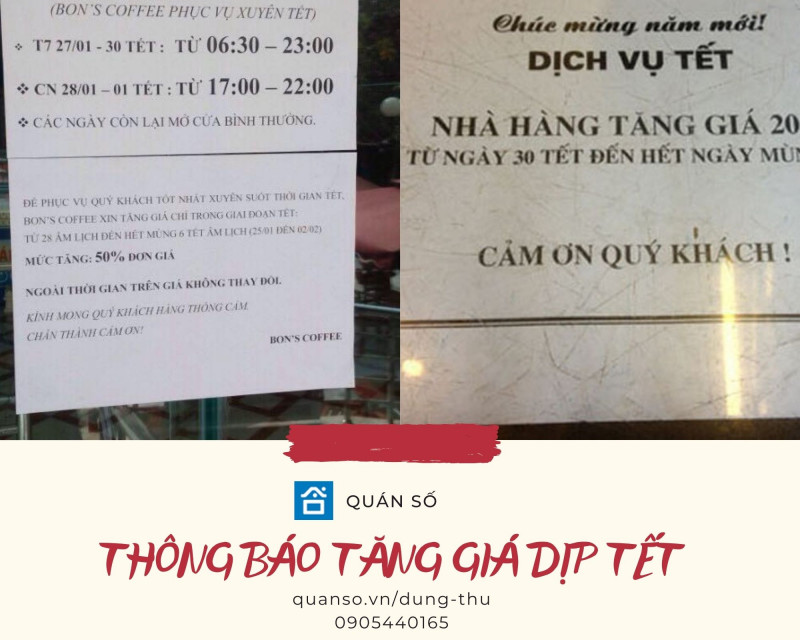 (BON'S COFFEE PHỤC VỤ XUYÊN TẾT)
❖ T7 27/01 - 30 TẾT : TỪ 06:30 – 23:00
❖ CN 28/01 – 01 TẾT : TỪ 17:00 – 22:00
❖ CÁC NGÀY CÒN LẠI MỞ CỬA BÌNH THƯỜNG.
ĐỂ PHỤC VỤ QUÝ KHÁCH TỐT NHẤT XUYÊN SUỐT THỜI GIAN TẾT,
BON'S COFFEE XIN TĂNG GIÁ CHỈ TRONG GIAI ĐOẠN TẾT:
TỪ 28 ÂM LỊCH ĐẾN HẾT MÙNG 6 TẾT ÂM LỊCH (25/01 ĐẾN 02/02)
MỨC TĂNG: 50% ĐƠN GIÁ
NGOÀI THỜI GIAN TRÊN GIÁ KHÔNG THAY ĐỔI.
KÍNH MONG QUÝ KHÁCH HÀNG THÔNG CẢM.
CHÂN THÀNH CẢM ƠN!
BON'S COFFEE
Chúc mừng năm mới!
DỊCH VỤ TẾT
NHÀ HÀNG TĂNG GIÁ 20
TỪ NGÀY 30 TẾT ĐẾN HẾT NGÀY
CẢM ƠN QUÝ KHÁCH !
QUÁN SỐ
THÔNG BÁO TĂNG GIÁ DỊP TẾT
quanso.vn/dung-thu
0905440165